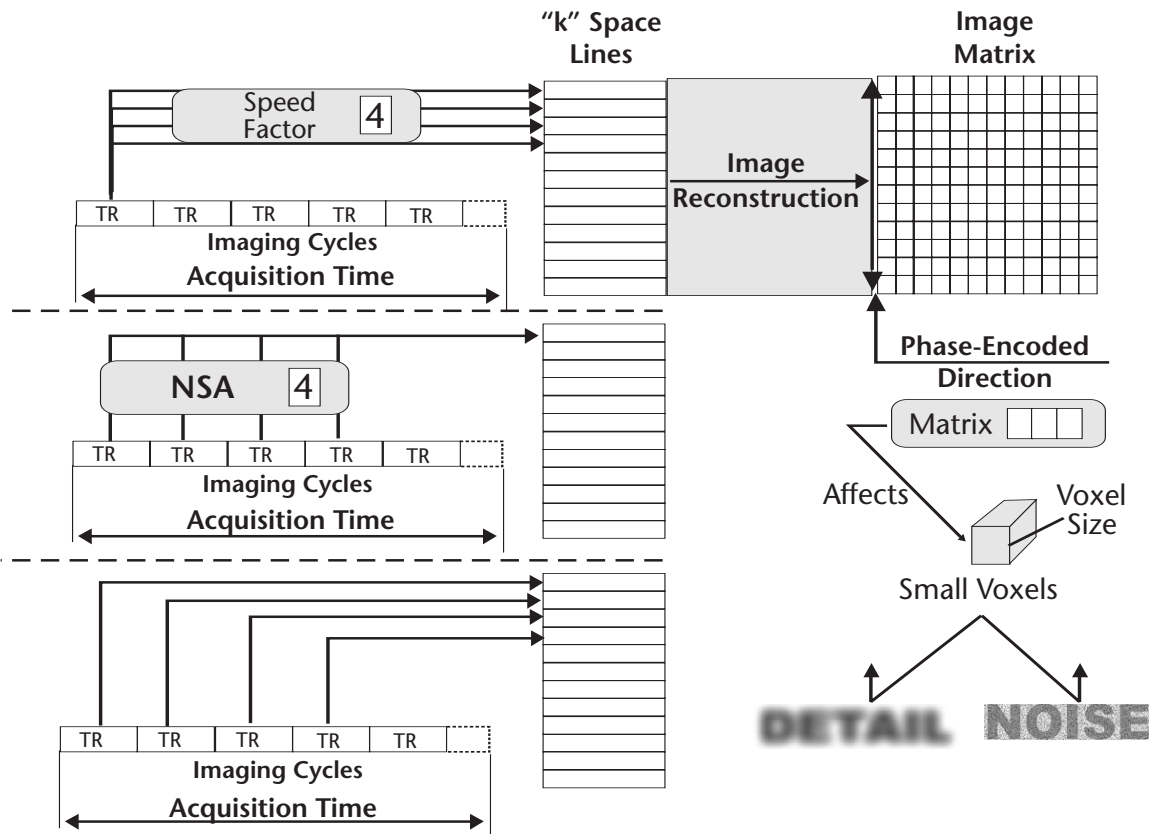 “k” Space
Lines
Image
Matrix
Speed
Factor 4
Image
Reconstruction
TR TR TR TR TR
Imaging Cycles
Acquisition Time
NSA 4
TR TR TR TR TR
Imaging Cycles
Acquisition Time
Phase-Encoded
Direction
Matrix
Affects
Voxel
Size
Small Voxels
DETAIL NOISE
TR TR TR TR TR
Imaging Cycles
Acquisition Time